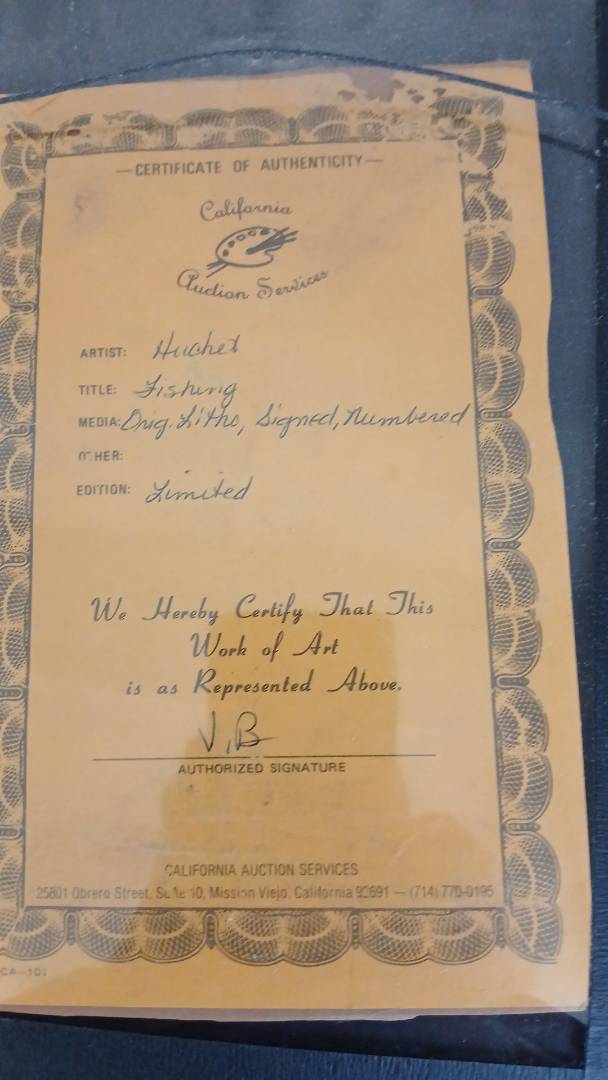 —CERTIFICATE OF AUTHENTICITY—
California
Auction Services
ARTIST: Huchet
TITLE: Fishing
MEDIA: Orig. Litho, Signed, Numbered
OTHER:
EDITION: Limited
We Hereby Certify That This
Work of Art
is as Represented Above.
V.B
AUTHORIZED SIGNATURE
CALIFORNIA AUCTION SERVICES
25801 Obrero Street, Suite 10, Mission Viejo, California 92691 — (714) 770-0195
CA-101